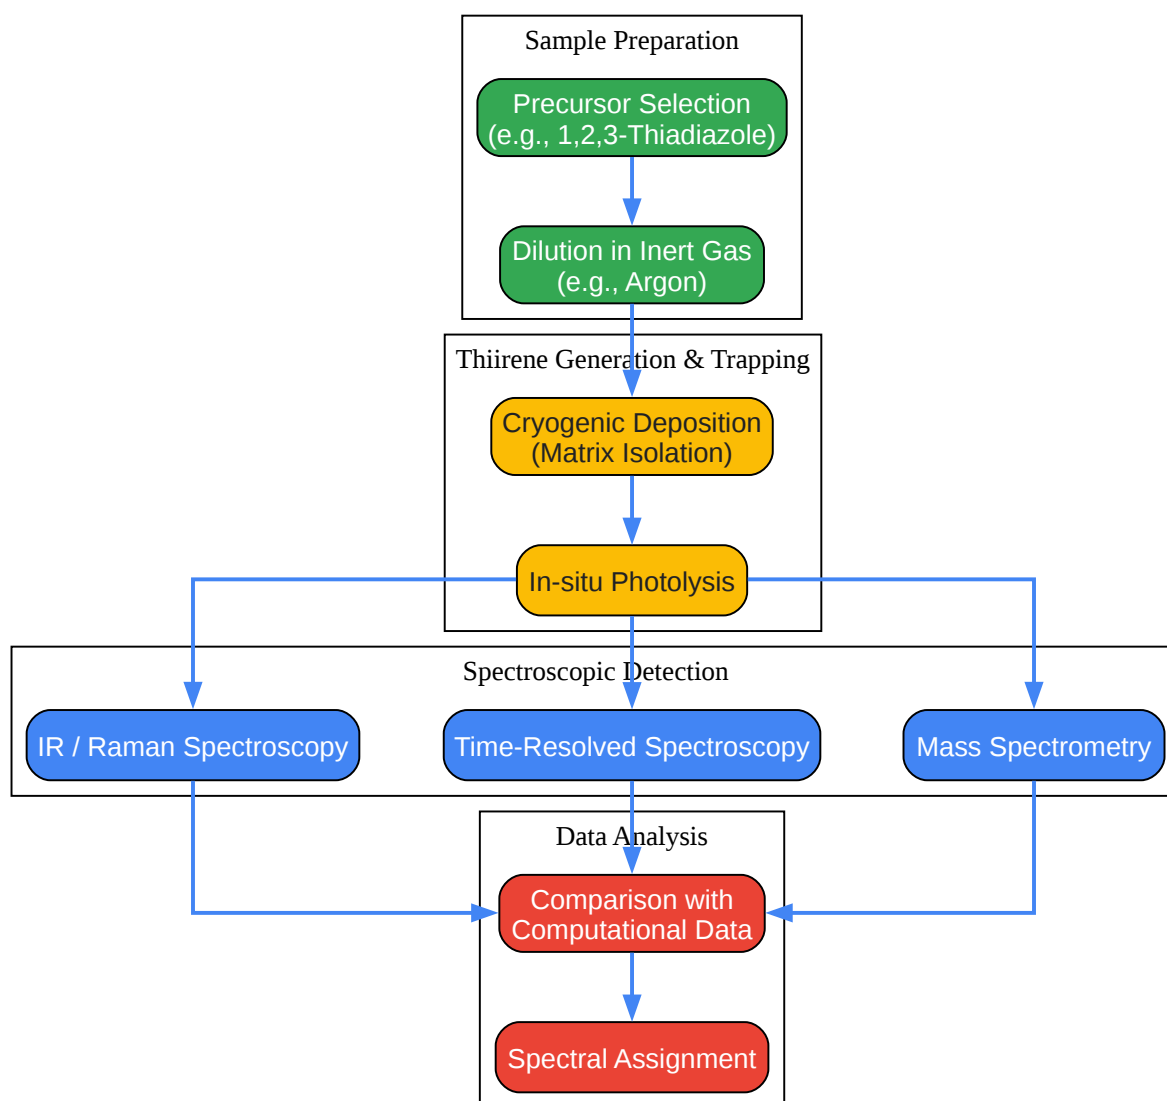 Sample Preparation
Precursor Selection
(e.g., 1,2,3-Thiadiazole)
Dilution in Inert Gas
(e.g., Argon)
Thiirene Generation & Trapping
Cryogenic Deposition
(Matrix Isolation)
In-situ Photolysis
Spectroscopic Detection
IR / Raman Spectroscopy
Time-Resolved Spectroscopy
Mass Spectrometry
Data Analysis
Comparison with
Computational Data
Spectral Assignment